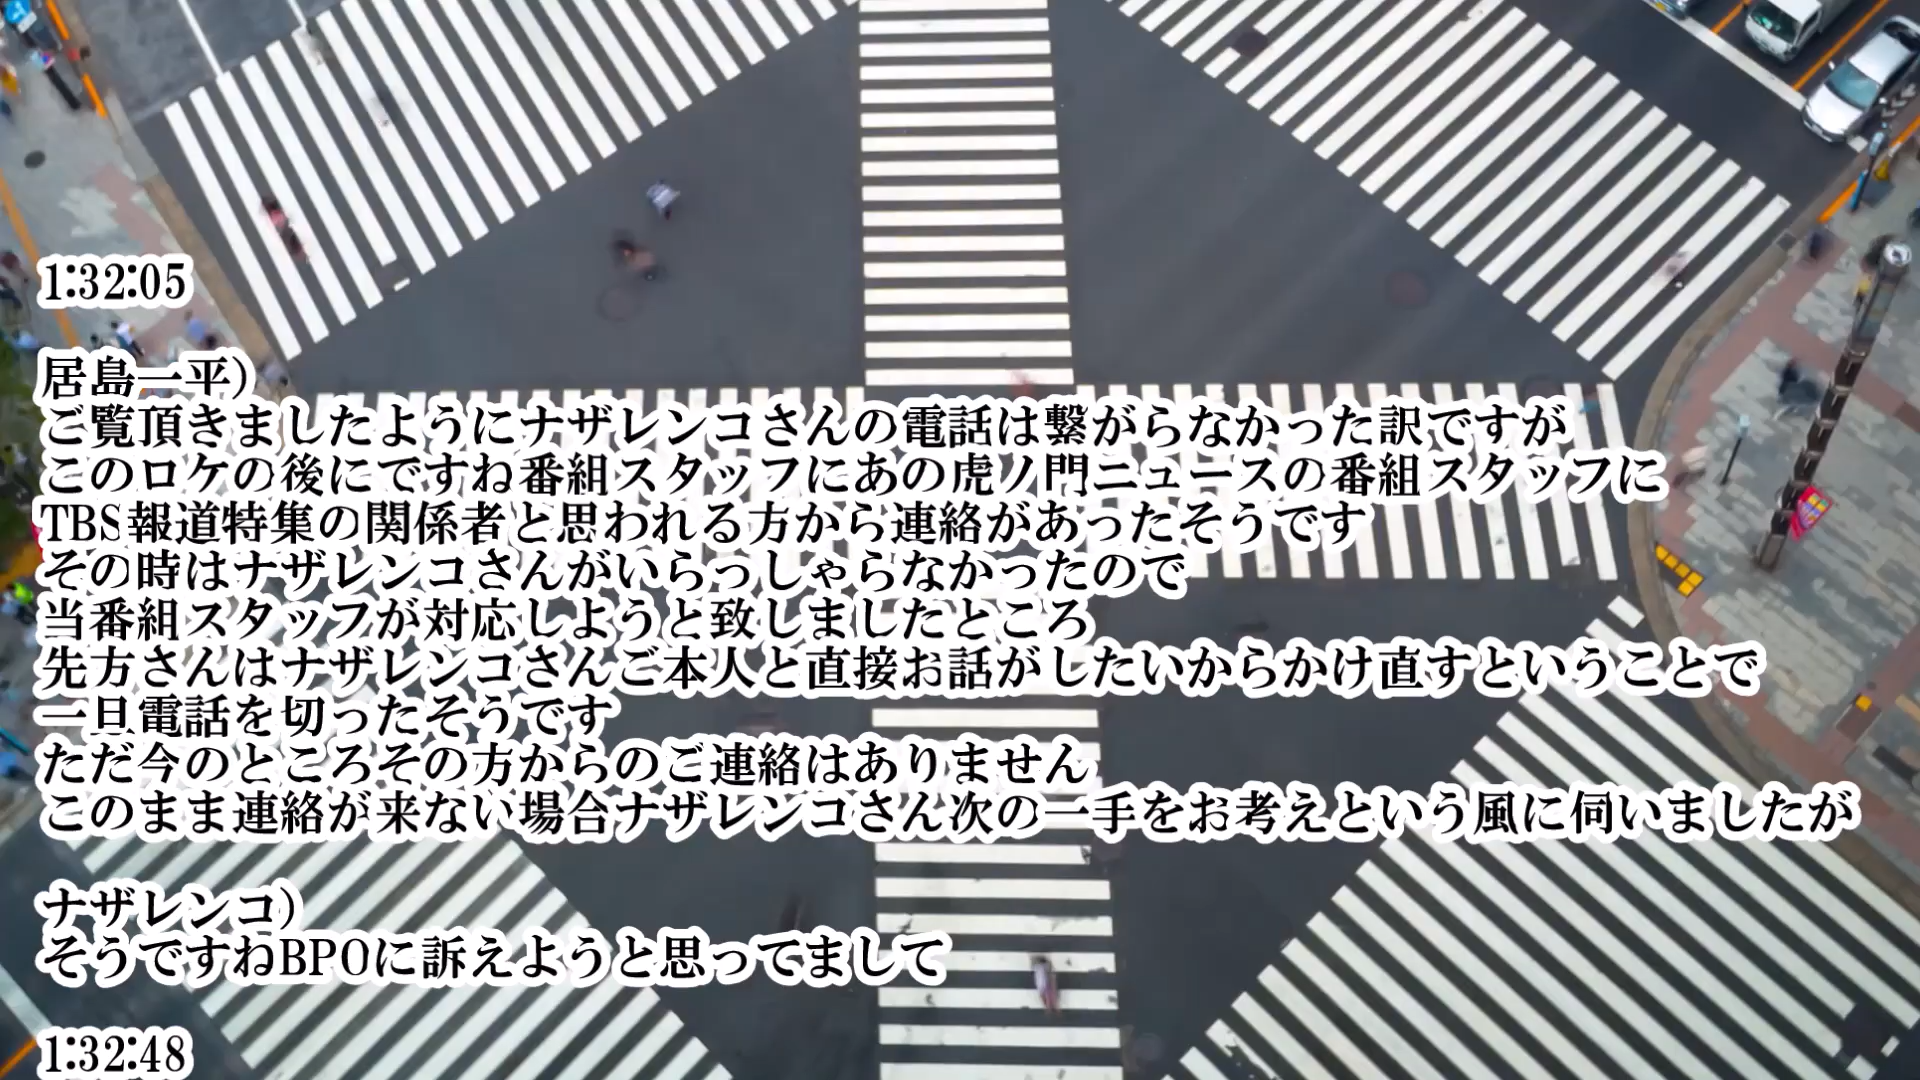 1:32:05
居島一平）
ご覧頂きましたようにナザレンコさんの電話は繋がらなかった訳ですが
このロケの後にですね番組スタッフにあの虎ノ門ニュースの番組スタッフに
TBS報道特集の関係者と思われる方から連絡があったそうです
その時はナザレンコさんがいらっしゃらなかったので
当番組スタッフが対応しようと致しましたところ
先方さんはナザレンコさんご本人と直接お話がしたいからかけ直すということで
一旦電話を切ったそうです
ただ今のところその方からのご連絡はありません
このまま連絡が来ない場合ナザレンコさん次の一手をお考えという風に伺いましたが
ナザレンコ）
そうですねBPOに訴えようと思ってまして
1:32:48